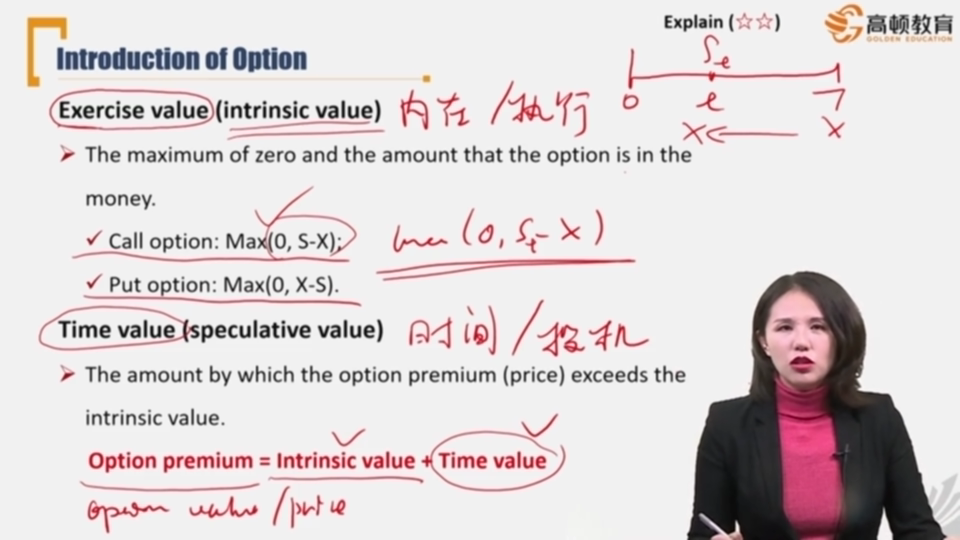 Explain (☆☆)
高顿教育
GOLDEN EDUCATION
Introduction of Option
Exercise value (intrinsic value) 内在/执行
0 t T
Sₜ
X ← X
➤ The maximum of zero and the amount that the option is in the
money.
✓ Call option: Max(0, S-X);
max (0, Sₜ-X)
✓ Put option: Max(0, X-S).
Time value (speculative value) 时间/投机
➤ The amount by which the option premium (price) exceeds the
intrinsic value.
Option premium = Intrinsic value + Time value
option value / price